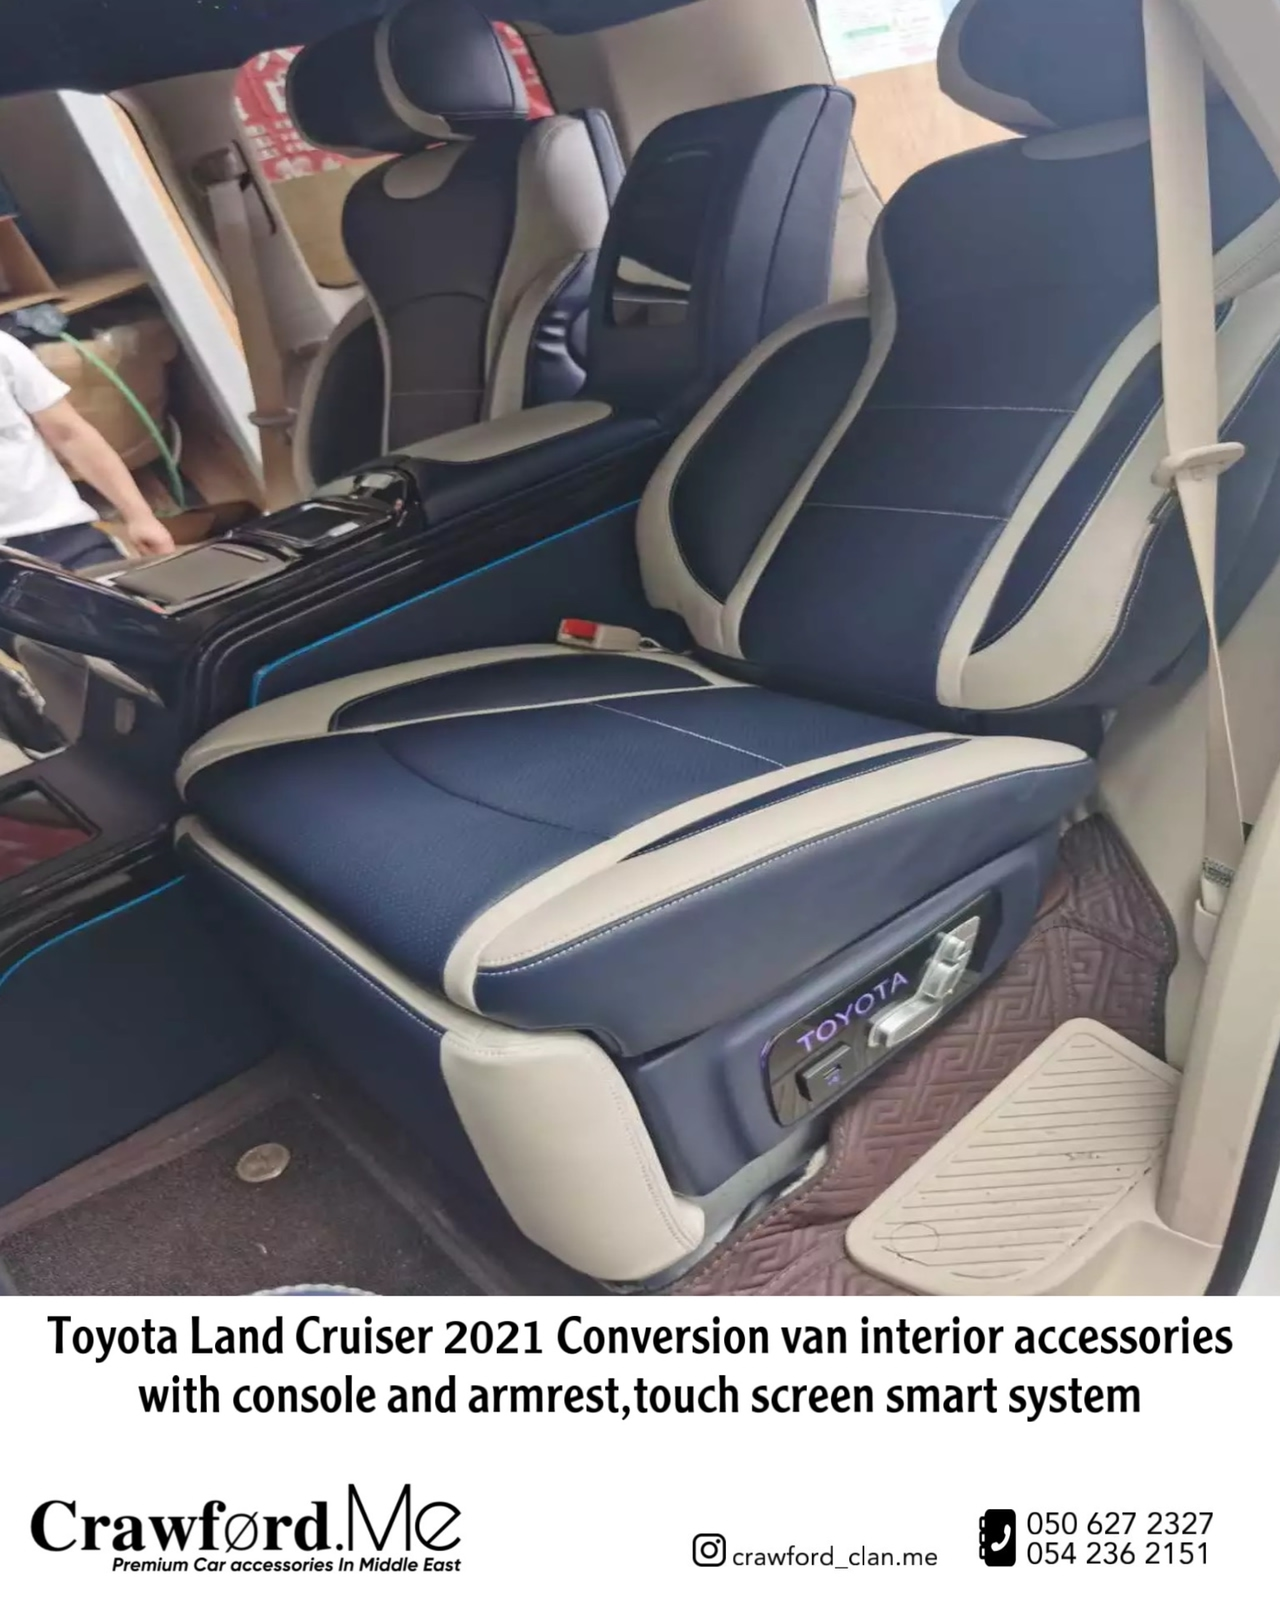 TOYOTA
Toyota Land Cruiser 2021 Conversion van interior accessories
with console and armrest,touch screen smart system
Crawførd.Me
Premium Car accessories In Middle East
crawford_clan.me
050 627 2327
054 236 2151